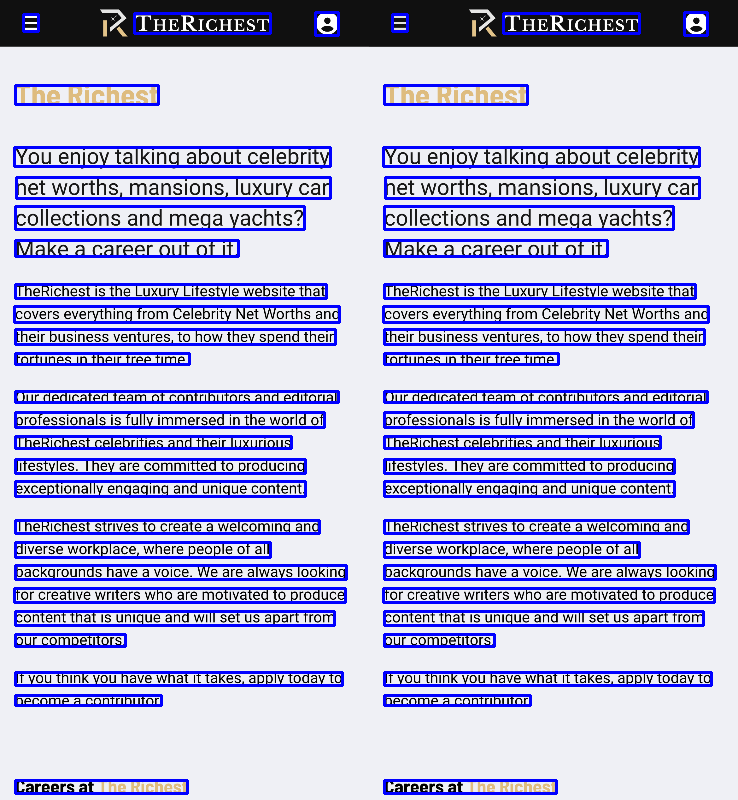 THERICHEST
The Richest
You enjoy talking about celebrity
net worths, mansions, luxury car
collections and mega yachts?
Make a career out of it.
TheRichest is the Luxury Lifestyle website that
covers everything from Celebrity Net Worths and
their business ventures, to how they spend their
fortunes in their free time.
Our dedicated team of contributors and editorial
professionals is fully immersed in the world of
TheRichest celebrities and their luxurious
lifestyles. They are committed to producing
exceptionally engaging and unique content.
TheRichest strives to create a welcoming and
diverse workplace, where people of all
backgrounds have a voice. We are always looking
for creative writers who are motivated to produce
content that is unique and will set us apart from
our competitors.
If you think you have what it takes, apply today to
become a contributor.
Careers at The Richest
THERICHEST
The Richest
You enjoy talking about celebrity
net worths, mansions, luxury car
collections and mega yachts?
Make a career out of it.
TheRichest is the Luxury Lifestyle website that
covers everything from Celebrity Net Worths and
their business ventures, to how they spend their
fortunes in their free time.
Our dedicated team of contributors and editorial
professionals is fully immersed in the world of
TheRichest celebrities and their luxurious
lifestyles. They are committed to producing
exceptionally engaging and unique content.
TheRichest strives to create a welcoming and
diverse workplace, where people of all
backgrounds have a voice. We are always looking
for creative writers who are motivated to produce
content that is unique and will set us apart from
our competitors.
If you think you have what it takes, apply today to
become a contributor.
Careers at The Richest